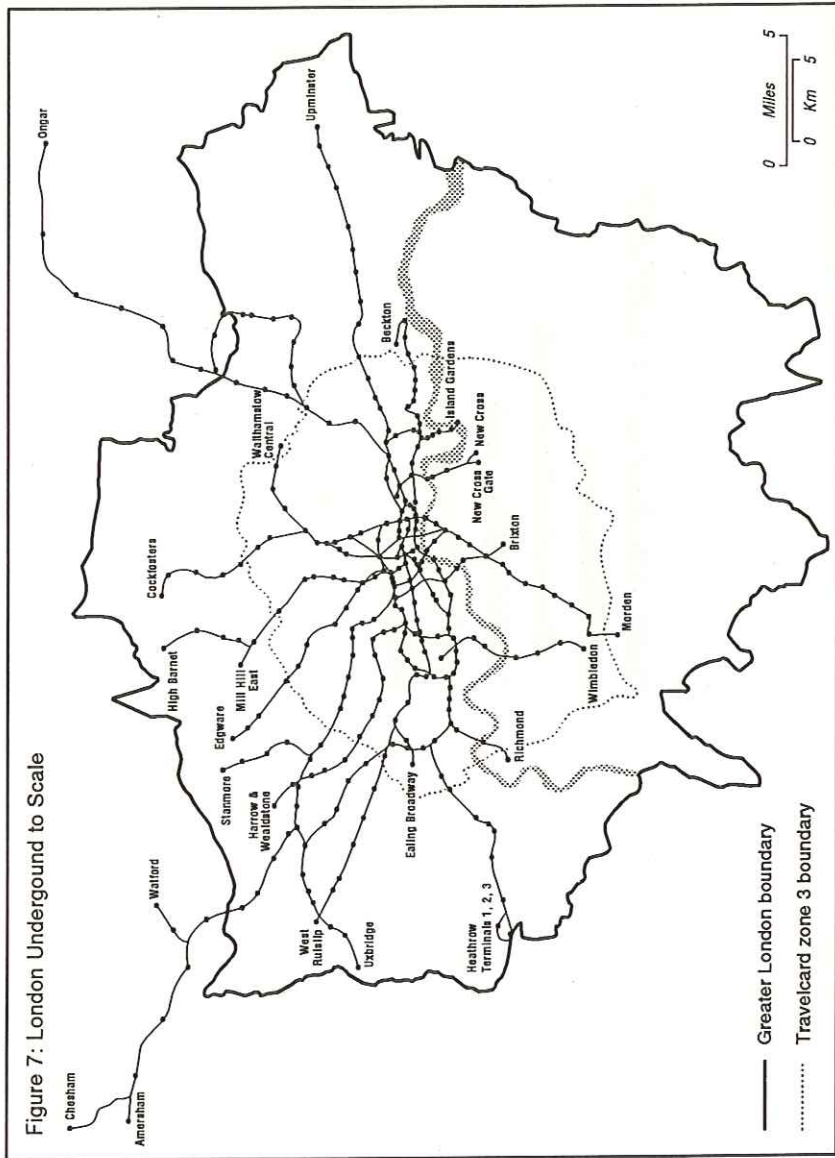 Figure 7: London Undergound to Scale
Chesham
Amersham
Watford
Ongar
High Barnet
Cockfosters
Mill Hill
East
Edgware
Stanmore
Harrow &
Wealdstone
West
Ruislip
Uxbridge
Walthamstow
Central
Upminster
Beckton
Island Gardens
New Cross
New Cross
Gate
Brixton
Morden
Wimbledon
Richmond
Ealing Broadway
Heathrow
Terminals 1, 2, 3
Greater London boundary
Travelcard zone 3 boundary
0 Miles 5
0 Km 5